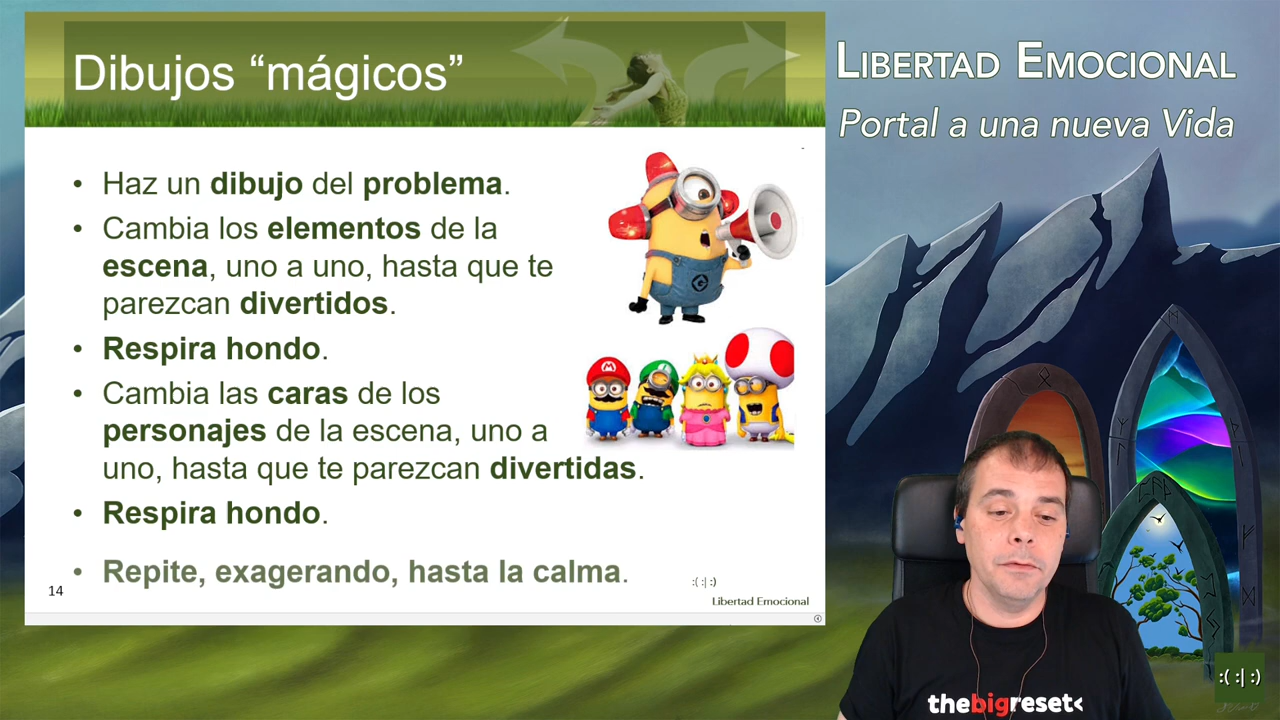 Dibujos “mágicos”
LIBERTAD EMOCIONAL
Portal a una nueva Vida
• Haz un dibujo del problema.
• Cambia los elementos de la
escena, uno a uno, hasta que te
parezcan divertidos.
• Respira hondo.
• Cambia las caras de los
personajes de la escena, uno a
uno, hasta que te parezcan divertidas.
• Respira hondo.
• Repite, exagerando, hasta la calma.
14
:( :| :)
Libertad Emocional
thebigreset<
:( :| :)